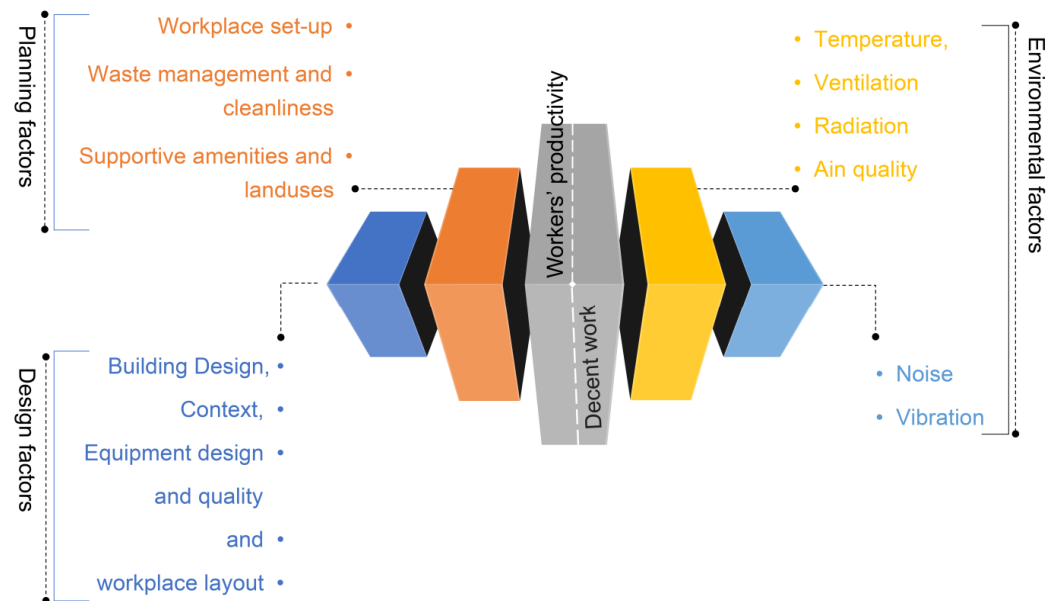 Planning factors
Workplace set-up •
Waste management and •
cleanliness
Supportive amenities and •
landuses
Design factors
Building Design, •
Context, •
Equipment design •
and quality
and •
workplace layout •
Workers' productivity
Decent work
• Temperature,
• Ventilation
• Radiation
• Ain quality
• Noise
• Vibration
Environmental factors